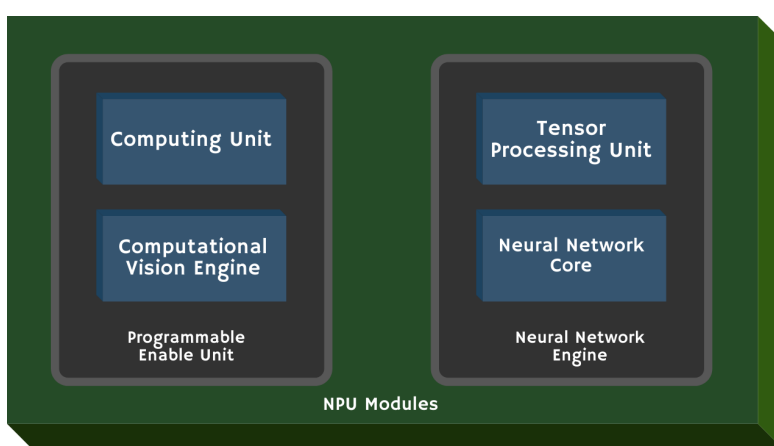 Computing Unit
Computational
Vision Engine
Programmable
Enable Unit
Tensor
Processing Unit
Neural Network
Core
Neural Network
Engine
NPU Modules